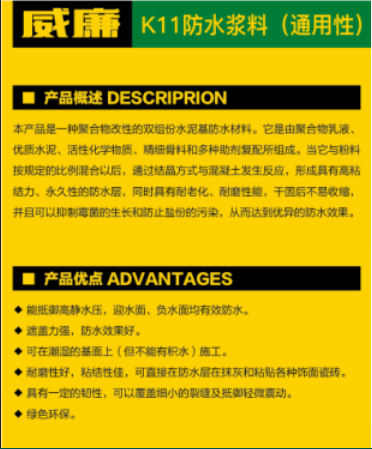 威廉 K11防水浆料（通用性）
■ 产品概述 DESCRIPRION
本产品是一种聚合物改性的双组份水泥基防水材料。它是由聚合物乳液、
优质水泥、活性化学物质、精细骨料和多种助剂复配所组成。当它与粉料
按规定的比例混合以后，通过结晶方式与混凝土发生反应，形成具有高粘
结力、永久性的防水层，同时具有耐老化、耐磨性能，干固后不易收缩，
并且可以抑制霉菌的生长和防止盐份的污染，从而达到优异的防水效果。
■ 产品优点 ADVANTAGES
◆ 能抵御高静水压，迎水面、负水面均有效防水。
◆ 遮盖力强，防水效果好。
◆ 可在潮湿的基面上（但不能有积水）施工。
◆ 耐磨性好，粘结性佳，可直接在防水层在抹灰和粘贴各种饰面瓷砖。
◆ 具有一定的韧性，可以覆盖细小的裂缝及抵御轻微震动。
◆ 绿色环保。